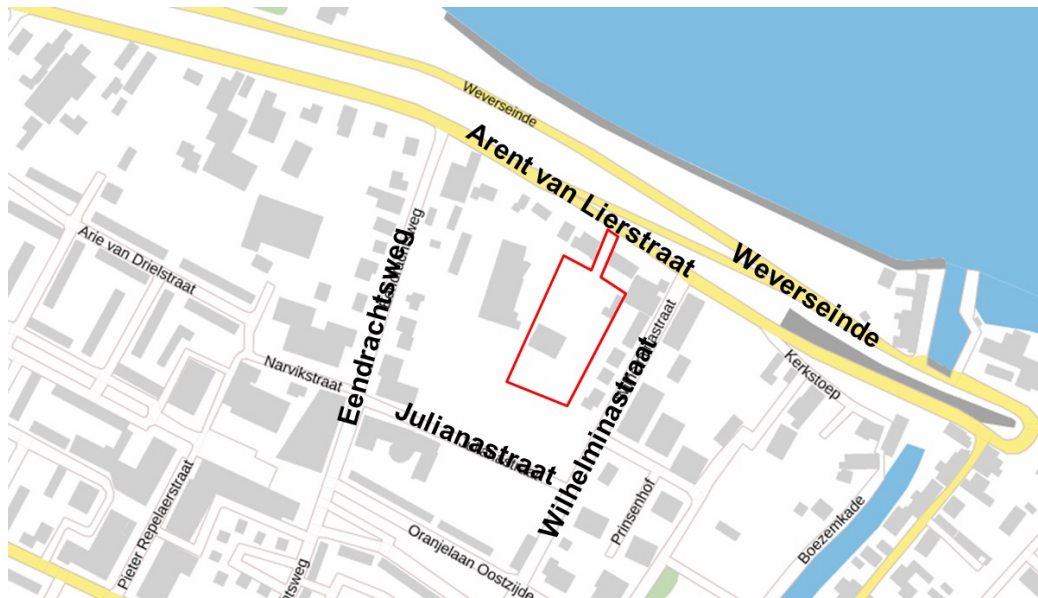 Weverseinde
Arent van Lierstraat
Weverseinde
Arie van Drielstraat
Eendrachtsweg
Narvikstraat
Julianastraat
Wilhelminastraat
Kerkstoep
Pieter Repelaerstraat
Oranjelaan Oostzijde
Prinsenhof
Boezemkade